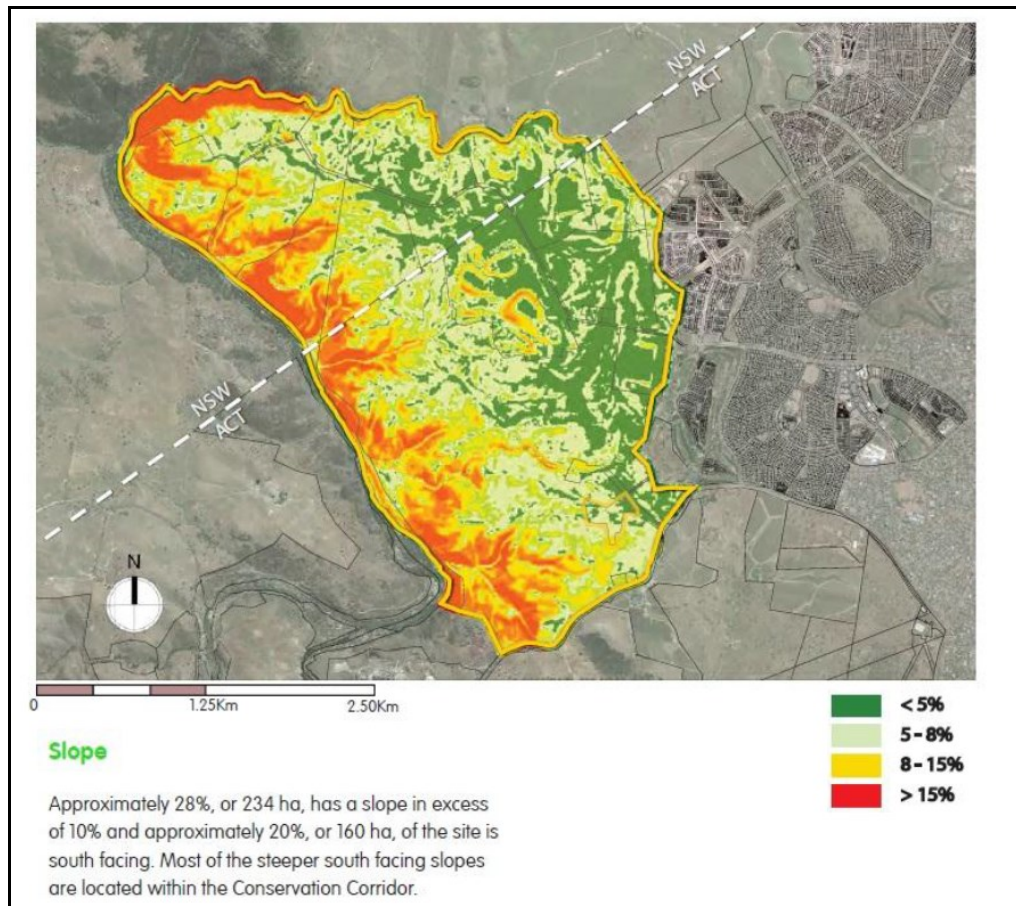 NSW
ACT
NSW
ACT
N
0
1.25Km
2.50Km
< 5%
5 - 8%
8 - 15%
> 15%
Slope
Approximately 28%, or 234 ha, has a slope in excess
of 10% and approximately 20%, or 160 ha, of the site is
south facing. Most of the steeper south facing slopes
are located within the Conservation Corridor.